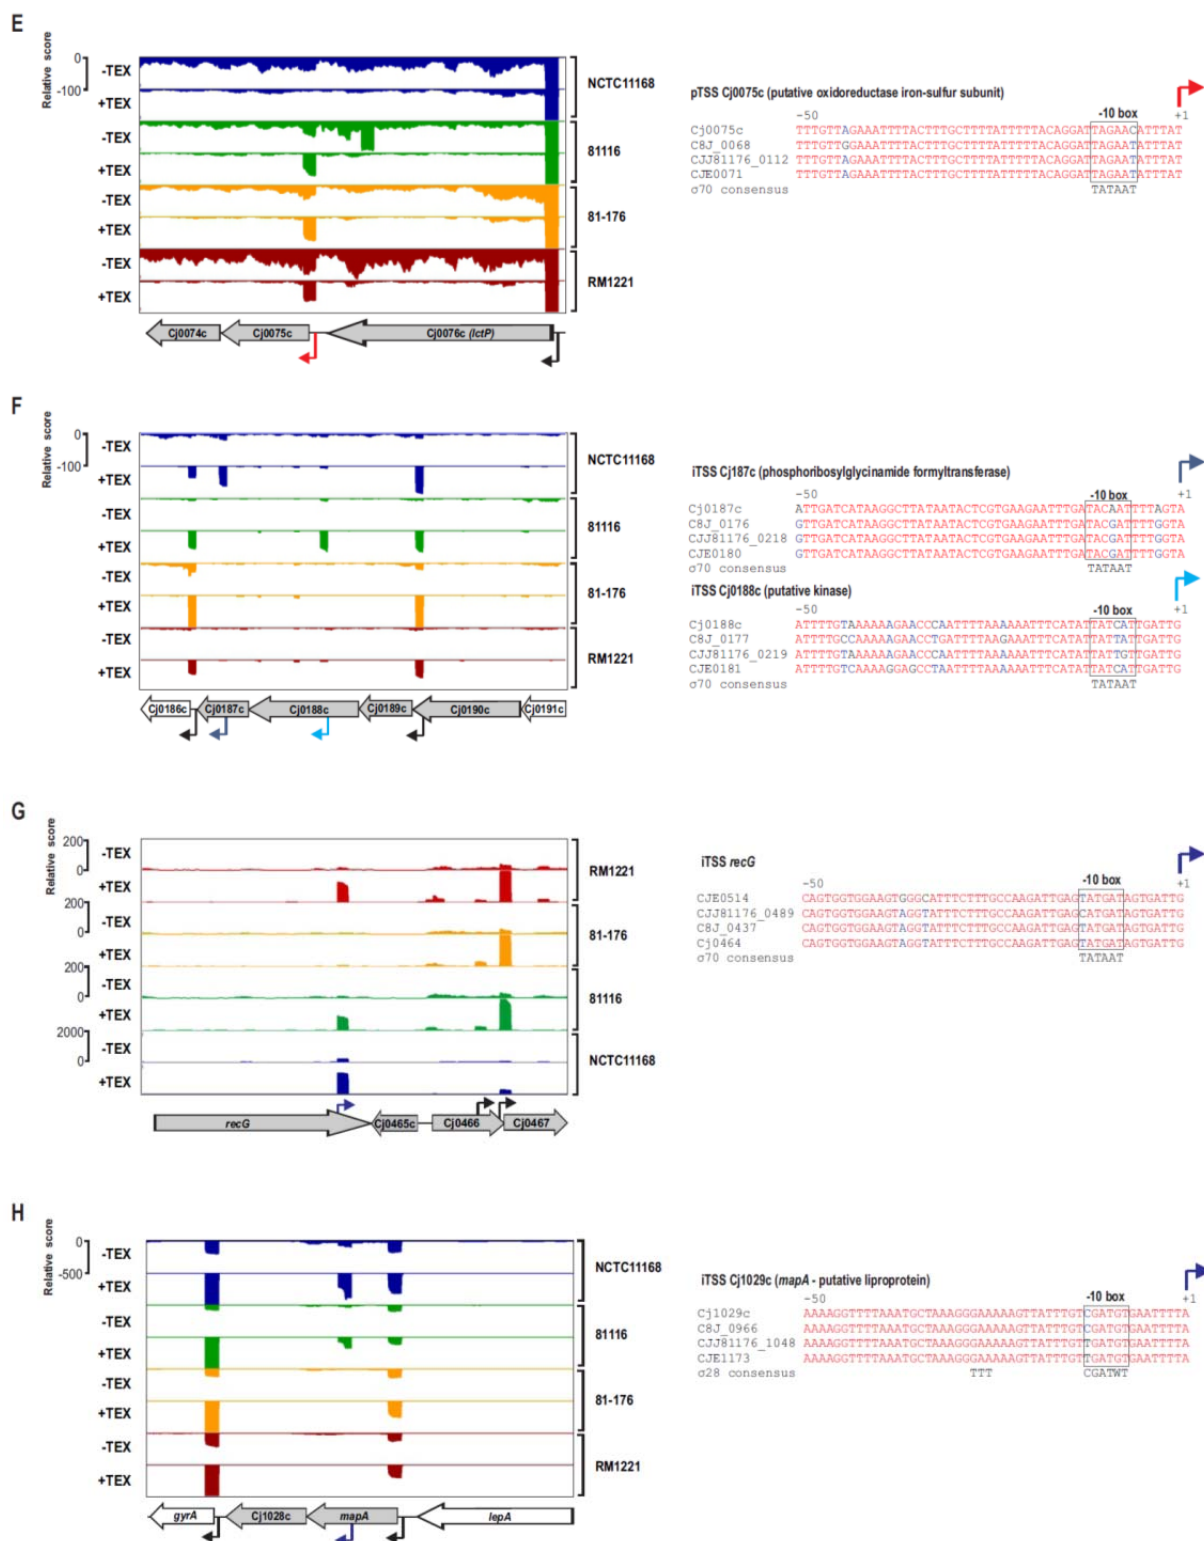 E
Relative score
0
-100
-TEX
+TEX
NCTC11168
-TEX
+TEX
81116
-TEX
+TEX
81-176
-TEX
+TEX
RM1221
Cj0074c
Cj0075c
Cj0076c (lctP)
pTSS Cj0075c (putative oxidoreductase iron-sulfur subunit)
-50 -10 box +1
Cj0075c TTTGTTAGAAATTTTACTTTGCTTTTATTTTTACAGGATTAGAACATTTAT
C8J_0068 TTTGTTGGAAATTTTACTTTGCTTTTATTTTTACAGGATTAGAATATTTAT
CJJ81176_0112 TTTGTTAGAAATTTTACTTTGCTTTTATTTTTACAGGATTAGAATATTTAT
CJE0071 TTTGTTAGAAATTTTACTTTGCTTTTATTTTTACAGGATTAGAATATTTAT
σ70 consensus TATAAT
F
Relative score
0
-100
-TEX
+TEX
NCTC11168
-TEX
+TEX
81116
-TEX
+TEX
81-176
-TEX
+TEX
RM1221
Cj0186c
Cj0187c
Cj0188c
Cj0189c
Cj0190c
Cj0191c
iTSS Cj187c (phosphoribosylglycinamide formyltransferase)
-50 -10 box +1
Cj0187c ATTGATCATAAGGCTTATAATACTCGTGAAGAATTTGATACAATTTTAGTA
C8J_0176 GTTGATCATAAGGCTTATAATACTCGTGAAGAATTTGATACGATTTTGGTA
CJJ81176_0218 GTTGATCATAAGGCTTATAATACTCGTGAAGAATTTGATACGATTTTGGTA
CJE0180 GTTGATCATAAGGCTTATAATACTCGTGAAGAATTTGATACGATTTTGGTA
σ70 consensus TATAAT
iTSS Cj0188c (putative kinase)
-50 -10 box +1
Cj0188c ATTTTGTAAAAAAGAACCCAATTTTAAAAAATTTCATATTATCATTGATTG
C8J_0177 ATTTTGCCAAAAAGAACCTGATTTTAAGAAATTTCATATTATTATTGATTG
CJJ81176_0219 ATTTTGTAAAAAAGAACCCAATTTTAAAAAATTTCATATTATTGTTGATTG
CJE0181 ATTTTGTCAAAAGGAGCCTAATTTTAAAAAATTTCATATTATCATTGATTG
σ70 consensus TATAAT
G
Relative score
200
0
-TEX
+TEX
RM1221
200
0
-TEX
+TEX
81-176
200
0
-TEX
+TEX
81116
2000
0
-TEX
+TEX
NCTC11168
recG
Cj0465c
Cj0466
Cj0467
iTSS recG
-50 -10 box +1
CJE0514 CAGTGGTGGAAGTGGGCATTTCTTTGCCAAGATTGAGTATGATAGTGATTG
CJJ81176_0489 CAGTGGTGGAAGTAGGTATTTCTTTGCCAAGATTGAGCATGATAGTGATTG
C8J_0437 CAGTGGTGGAAGTAGGTATTTCTTTGCCAAGATTGAGTATGATAGTGATTG
Cj0464 CAGTGGTGGAAGTAGGTATTTCTTTGCCAAGATTGAGTATGATAGTGATTG
σ70 consensus TATAAT
H
Relative score
0
-500
-TEX
+TEX
NCTC11168
-TEX
+TEX
81116
-TEX
+TEX
81-176
-TEX
+TEX
RM1221
gyrA
Cj1028c
mapA
lepA
iTSS Cj1029c (mapA - putative liproprotein)
-50 -10 box +1
Cj1029c AAAAGGTTTTAAATGCTAAAGGGAAAAAGTTATTTGTCGATGTGAATTTTA
C8J_0966 AAAAGGTTTTAAATGCTAAAGGGAAAAAGTTATTTGTCGATGTGAATTTTA
CJJ81176_1048 AAAAGGTTTTAAATGCTAAAGGGAAAAAGTTATTTGTTGATGTGAATTTTA
CJE1173 AAAAGGTTTTAAATGCTAAAGGGAAAAAGTTATTTGTTGATGTGAATTTTA
σ28 consensus TTT CGATWT